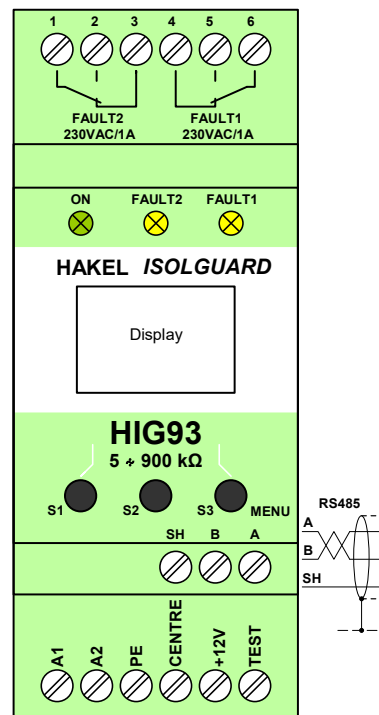 1 2 3 4 5 6
FAULT2 FAULT1
230VAC/1A 230VAC/1A
ON FAULT2 FAULT1
HAKEL ISOLGUARD
Display
HIG93
5 ÷ 900 kΩ
S1 S2 S3 MENU
RS485
SH B A
A
B
SH
A1 A2 PE CENTRE +12V TEST